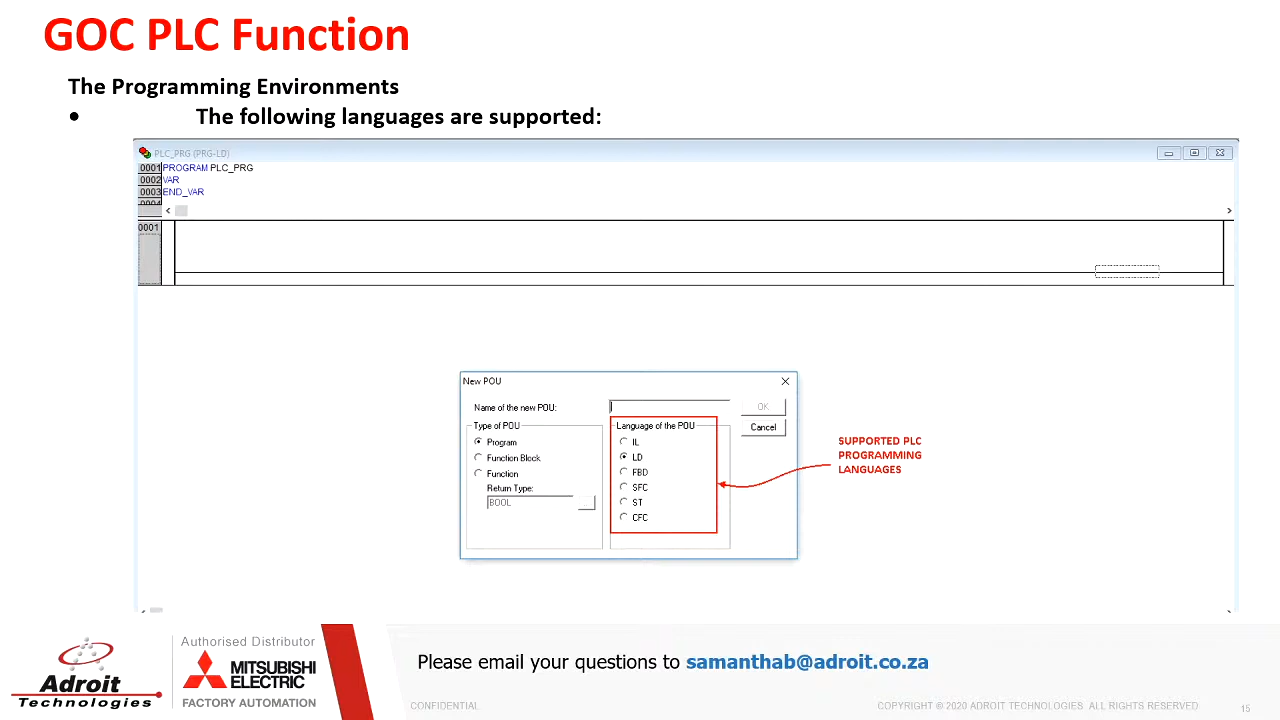 GOC PLC Function
The Programming Environments
• The following languages are supported:
PLC_PRG (PRG-LD)
0001 PROGRAM PLC_PRG
0002 VAR
0003 END_VAR
0004
0001
New POU
Name of the new POU:
OK
Cancel
Type of POU
Program
Function Block
Function
Return Type:
BOOL
...
Language of the POU
IL
LD
FBD
SFC
ST
CFC
SUPPORTED PLC
PROGRAMMING
LANGUAGES
Adroit
Technologies
Authorised Distributor
MITSUBISHI
ELECTRIC
FACTORY AUTOMATION
Please email your questions to samanthab@adroit.co.za
CONFIDENTIAL
COPYRIGHT © 2020 ADROIT TECHNOLOGIES. ALL RIGHTS RESERVED.
15